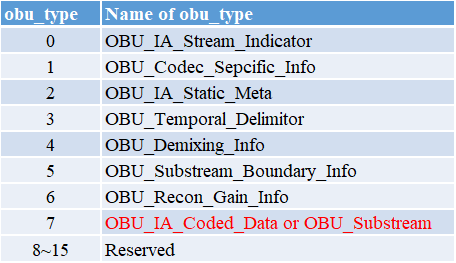 obu_type Name of obu_type
0 OBU_IA_Stream_Indicator
1 OBU_Codec_Sepcific_Info
2 OBU_IA_Static_Meta
3 OBU_Temporal_Delimitor
4 OBU_Demixing_Info
5 OBU_Substream_Boundary_Info
6 OBU_Recon_Gain_Info
7 OBU_IA_Coded_Data or OBU_Substream
8~15 Reserved